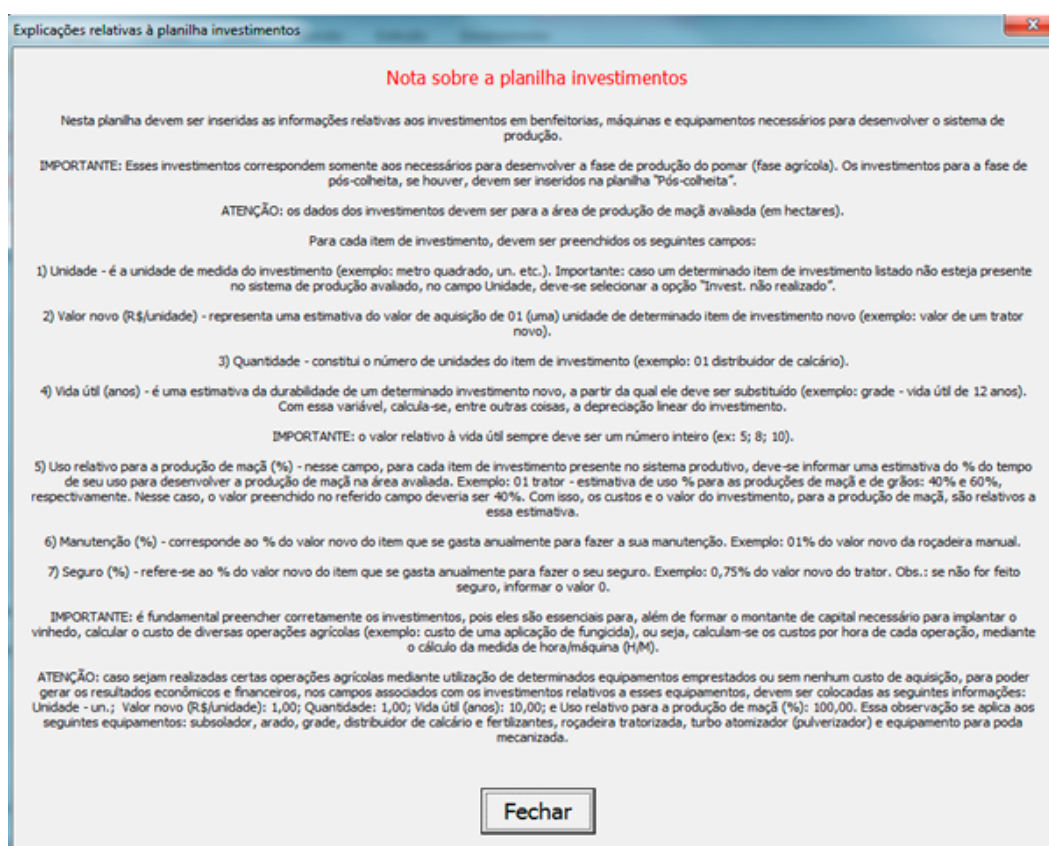 Explicações relativas à planilha investimentos
Nota sobre a planilha investimentos
Nesta planilha devem ser inseridas as informações relativas aos investimentos em benfeitorias, máquinas e equipamentos necessários para desenvolver o sistema de
produção.
IMPORTANTE: Esses investimentos correspondem somente aos necessários para desenvolver a fase de produção do pomar (fase agrícola). Os investimentos para a fase de
pós-colheita, se houver, devem ser inseridos na planilha "Pós-colheita".
ATENÇÃO: os dados dos investimentos devem ser para a área de produção de maçã avaliada (em hectares).
Para cada item de investimento, devem ser preenchidos os seguintes campos:
1) Unidade - é a unidade de medida do investimento (exemplo: metro quadrado, un. etc.). Importante: caso um determinado item de investimento listado não esteja presente
no sistema de produção avaliado, no campo Unidade, deve-se selecionar a opção "Invest. não realizado".
2) Valor novo (R$/unidade) - representa uma estimativa do valor de aquisição de 01 (uma) unidade de determinado item de investimento novo (exemplo: valor de um trator
novo).
3) Quantidade - constitui o número de unidades do item de investimento (exemplo: 01 distribuidor de calcário).
4) Vida útil (anos) - é uma estimativa da durabilidade de um determinado investimento novo, a partir da qual ele deve ser substituído (exemplo: grade - vida útil de 12 anos).
Com essa variável, calcula-se, entre outras coisas, a depreciação linear do investimento.
IMPORTANTE: o valor relativo à vida útil sempre deve ser um número inteiro (ex: 5; 8; 10).
5) Uso relativo para a produção de maçã (%) - nesse campo, para cada item de investimento presente no sistema produtivo, deve-se informar uma estimativa do % do tempo
de seu uso para desenvolver a produção de maçã na área avaliada. Exemplo: 01 trator - estimativa de uso % para as produções de maçã e de grãos: 40% e 60%,
respectivamente. Nesse caso, o valor preenchido no referido campo deveria ser 40%. Com isso, os custos e o valor do investimento, para a produção de maçã, são relativos a
essa estimativa.
6) Manutenção (%) - corresponde ao % do valor novo do item que se gasta anualmente para fazer a sua manutenção. Exemplo: 01% do valor novo da roçadeira manual.
7) Seguro (%) - refere-se ao % do valor novo do item que se gasta anualmente para fazer o seu seguro. Exemplo: 0,75% do valor novo do trator. Obs.: se não for feito
seguro, informar o valor 0.
IMPORTANTE: é fundamental preencher corretamente os investimentos, pois eles são essenciais para, além de formar o montante de capital necessário para implantar o
vinhedo, calcular o custo de diversas operações agrícolas (exemplo: custo de uma aplicação de fungicida), ou seja, calculam-se os custos por hora de cada operação, mediante
o cálculo da medida de hora/máquina (H/M).
ATENÇÃO: caso sejam realizadas certas operações agrícolas mediante utilização de determinados equipamentos emprestados ou sem nenhum custo de aquisição, para poder
gerar os resultados econômicos e financeiros, nos campos associados com os investimentos relativos a esses equipamentos, devem ser colocadas as seguintes informações:
Unidade - un.; Valor novo (R$/unidade): 1,00; Quantidade: 1,00; Vida útil (anos): 10,00; e Uso relativo para a produção de maçã (%): 100,00. Essa observação se aplica aos
seguintes equipamentos: subsolador, arado, grade, distribuidor de calcário e fertilizantes, roçadeira tratorizada, turbo atomizador (pulverizador) e equipamento para poda
mecanizada.
Fechar